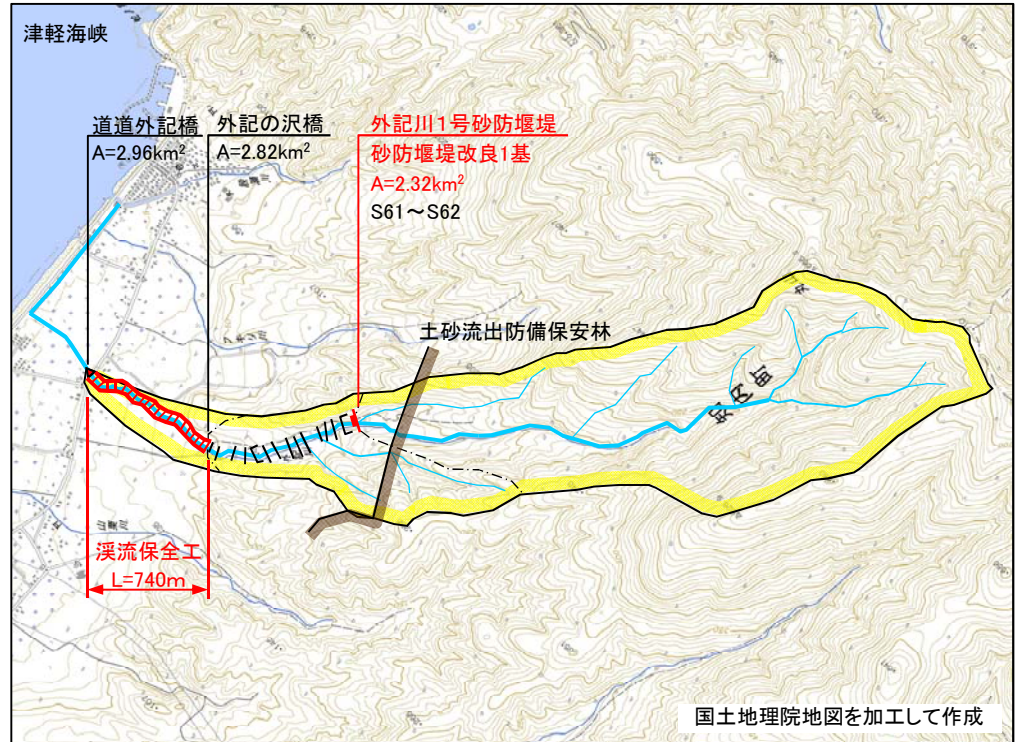 津軽海峡
道道外記橋
A=2.96km²
外記の沢橋
A=2.82km²
外記川1号砂防堰堤
砂防堰堤改良1基
A=2.32km²
S61～S62
土砂流出防備保安林
知内町
渓流保全工
L=740m
国土地理院地図を加工して作成